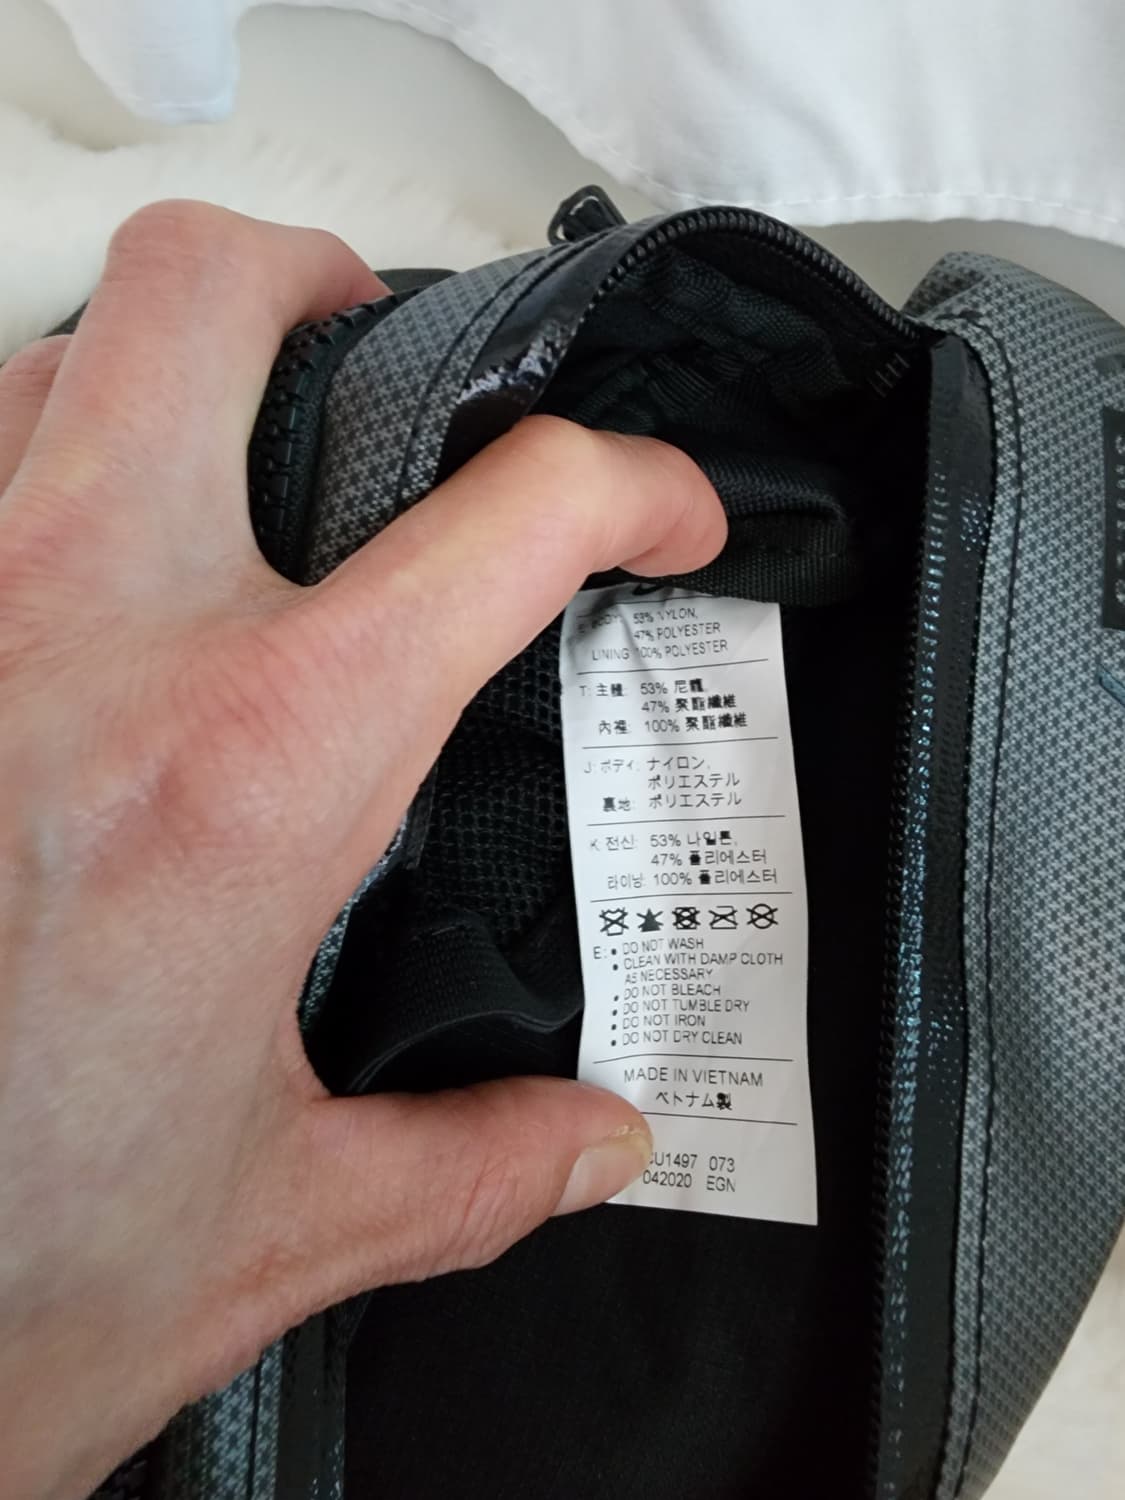 BODY: 53% NYLON,
47% POLYESTER
LINING 100% POLYESTER
T: 主體: 53% 尼龍,
47% 聚酯纖維
內裡: 100% 聚酯纖維
J: ボディ: ナイロン,
ポリエステル
裏地: ポリエステル
K: 전신: 53% 나일론,
47% 폴리에스터
라이닝: 100% 폴리에스터
E: • DO NOT WASH
• CLEAN WITH DAMP CLOTH
AS NECESSARY
• DO NOT BLEACH
• DO NOT TUMBLE DRY
• DO NOT IRON
• DO NOT DRY CLEAN
MADE IN VIETNAM
ベトナム製
U1497 073
042020 EGN